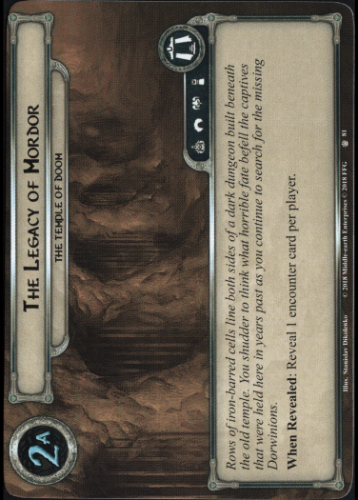 2A
THE LEGACY OF MORDOR
THE TEMPLE OF DOOM
Rows of iron-barred cells line both sides of a dark dungeon built beneath
the old temple. You shudder to think what horrible fate befell the captives
that were held here in years past as you continue to search for the missing
Dorwinions.
When Revealed: Reveal 1 encounter card per player.
Illus. Stanislav Dikolenko © 2018 Middle-earth Enterprises © 2018 FFG 81